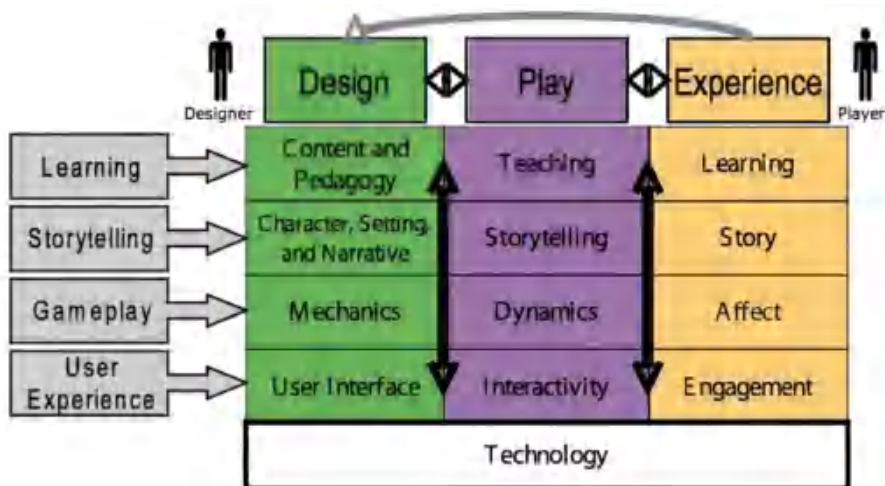 Design
Play
Experience
Designer
Player
Learning
Content and
Pedagogy
Teaching
Learning
Storytelling
Character, Setting,
and Narrative
Storytelling
Story
Gameplay
Mechanics
Dynamics
Affect
User
Experience
User Interface
Interactivity
Engagement
Technology